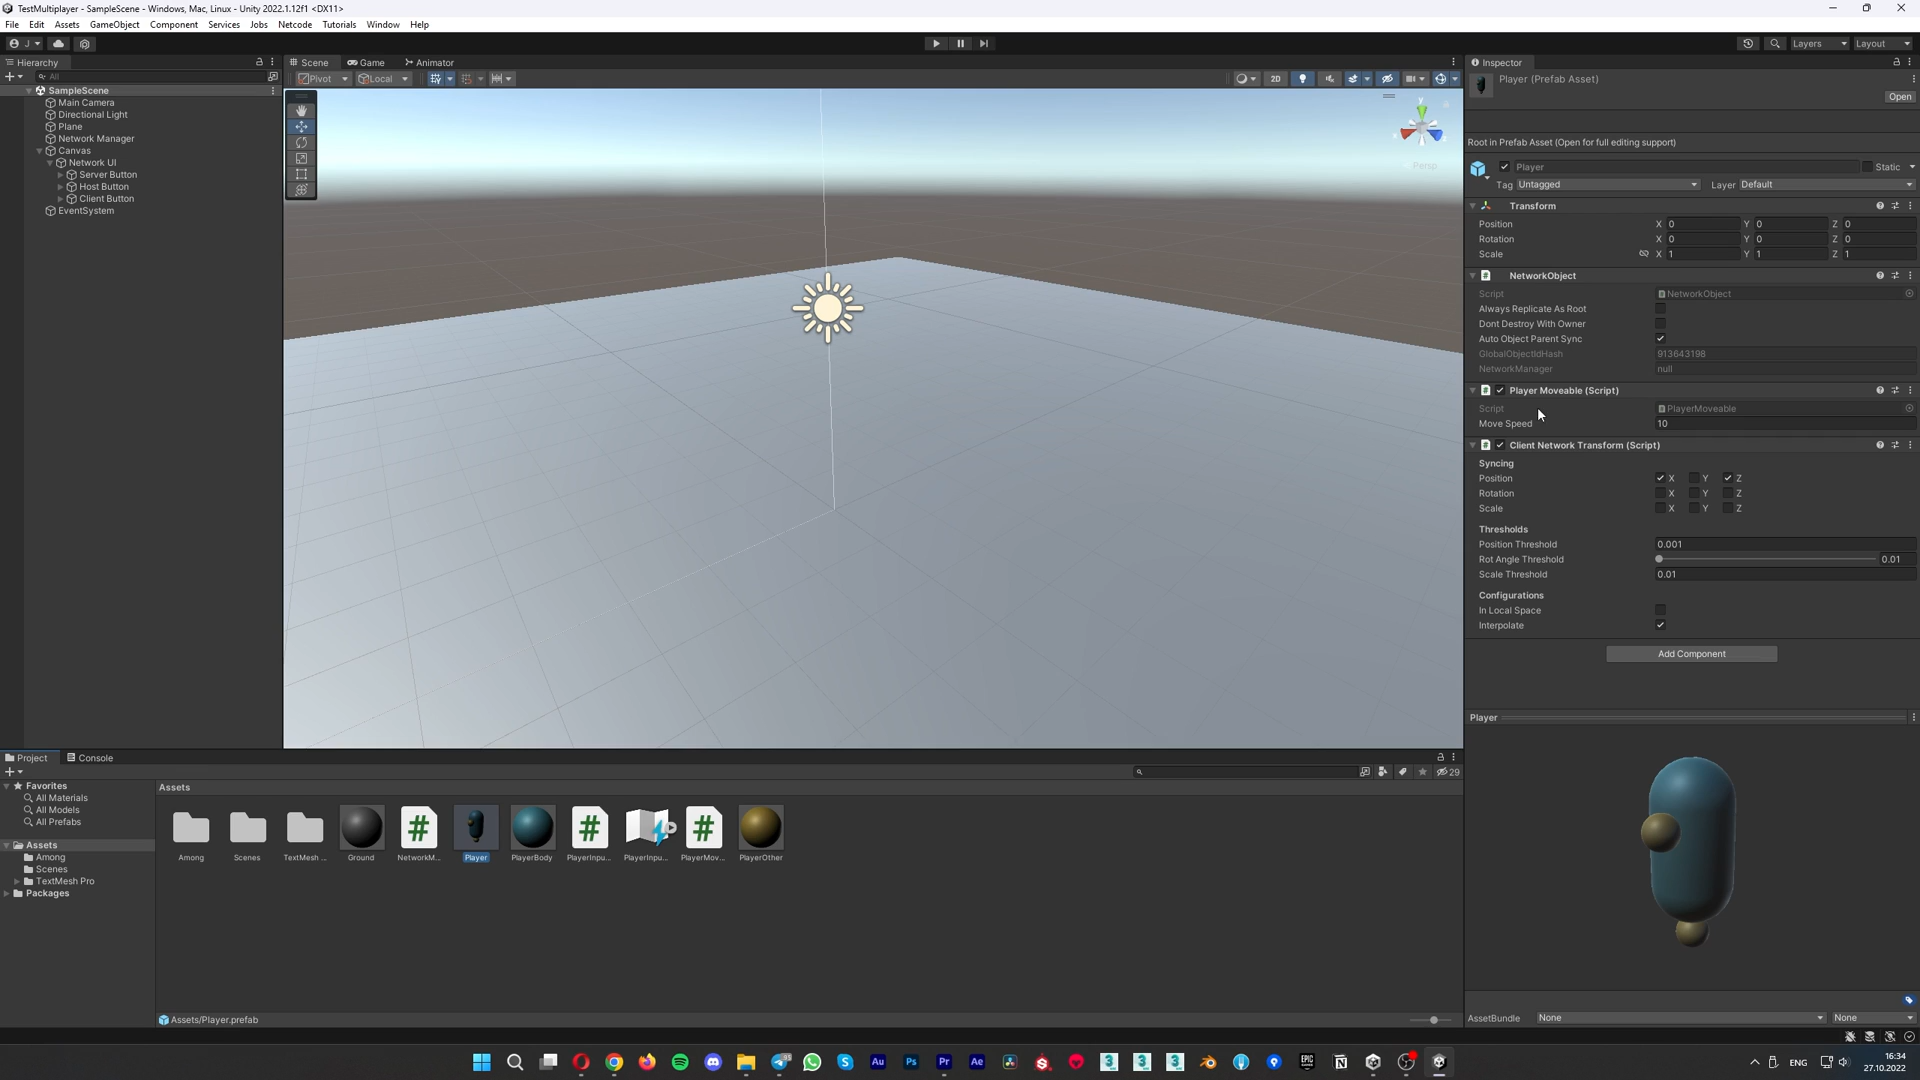 TestMultiplayer - SampleScene - Windows, Mac, Linux - Unity 2022.1.12f1 <DX11>
File Edit Assets GameObject Component Services Jobs Netcode Tutorials Window Help
J
Layers Layout
Hierarchy
All
SampleScene
Main Camera
Directional Light
Plane
Network Manager
Canvas
Network UI
Server Button
Host Button
Client Button
EventSystem
Scene Game Animator
Pivot Local 2D
y
Persp
Inspector
Player (Prefab Asset)
Open
Root in Prefab Asset (Open for full editing support)
Player Static
Tag Untagged Layer Default
Transform
Position X 0 Y 0 Z 0
Rotation X 0 Y 0 Z 0
Scale X 1 Y 1 Z 1
NetworkObject
Script NetworkObject
Always Replicate As Root
Dont Destroy With Owner
Auto Object Parent Sync
GlobalObjectIdHash 913643198
NetworkManager null
Player Moveable (Script)
Script PlayerMoveable
Move Speed 10
Client Network Transform (Script)
Syncing
Position X Y Z
Rotation X Y Z
Scale X Y Z
Thresholds
Position Threshold 0.001
Rot Angle Threshold 0.01
Scale Threshold 0.01
Configurations
In Local Space
Interpolate
Add Component
Player
AssetBundle None None
Project Console
29
Favorites
All Materials
All Models
All Prefabs
Assets
Among
Scenes
TextMesh Pro
Packages
Assets
Among Scenes TextMesh ... Ground NetworkM... Player PlayerBody PlayerInpu... PlayerInpu... PlayerMov... PlayerOther
Assets/Player.prefab
Au Ps Pr Ae 3 3 3 EPIC N
ENG
16:34
27.10.2022